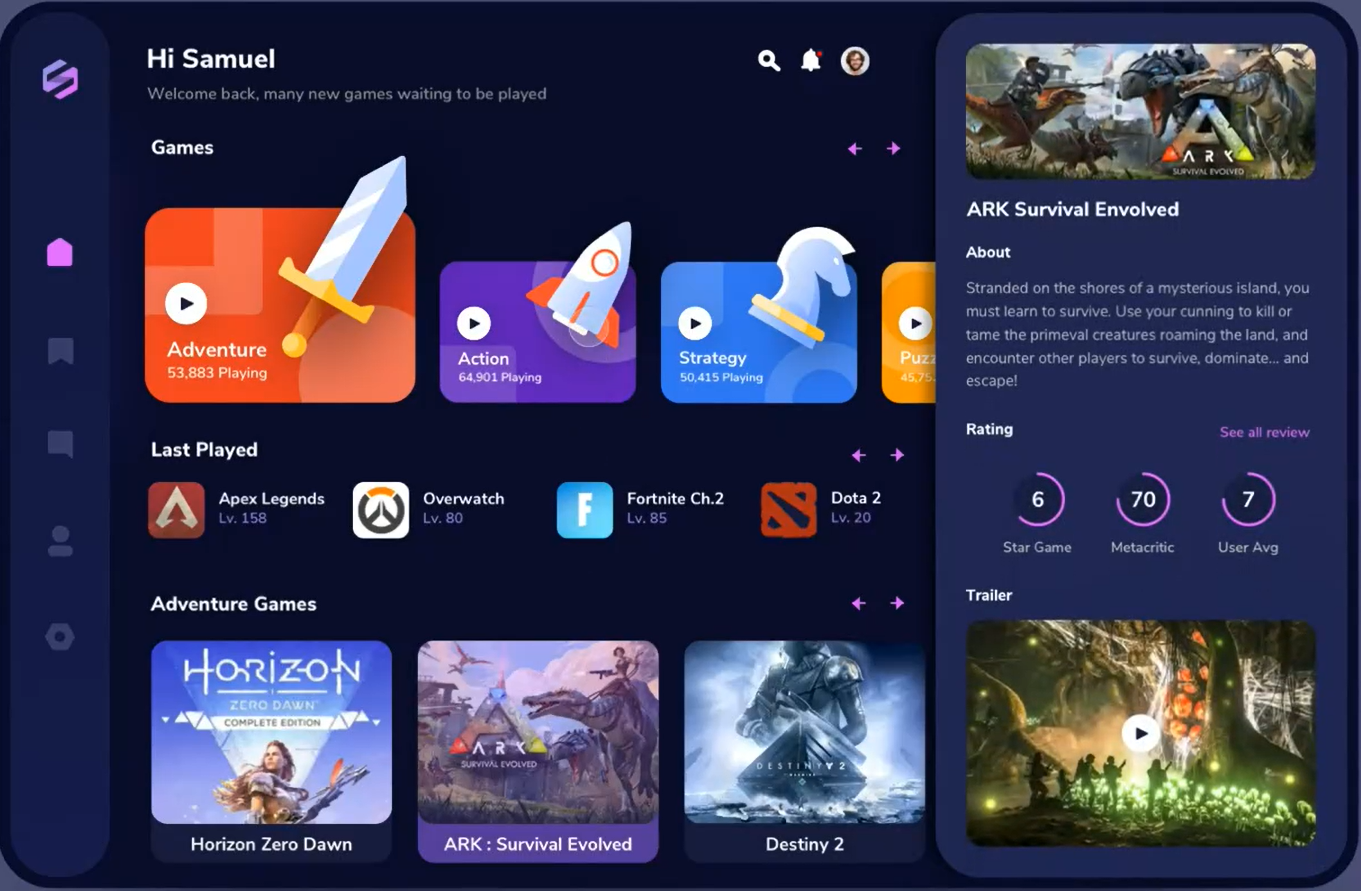 Hi Samuel
Welcome back, many new games waiting to be played
Games
Adventure
53,883 Playing
Action
64,901 Playing
Strategy
50,415 Playing
Puzz
45,75
Last Played
Apex Legends
Lv. 158
Overwatch
Lv. 80
F
Fortnite Ch.2
Lv. 85
Dota 2
Lv. 20
Adventure Games
HORIZON
ZERO DAWN™
COMPLETE EDITION
Horizon Zero Dawn
ARK
SURVIVAL EVOLVED
ARK : Survival Evolved
DESTINY 2
Destiny 2
ARK
SURVIVAL EVOLVED
ARK Survival Envolved
About
Stranded on the shores of a mysterious island, you
must learn to survive. Use your cunning to kill or
tame the primeval creatures roaming the land, and
encounter other players to survive, dominate... and
escape!
Rating
See all review
6
70
7
Star Game
Metacritic
User Avg
Trailer